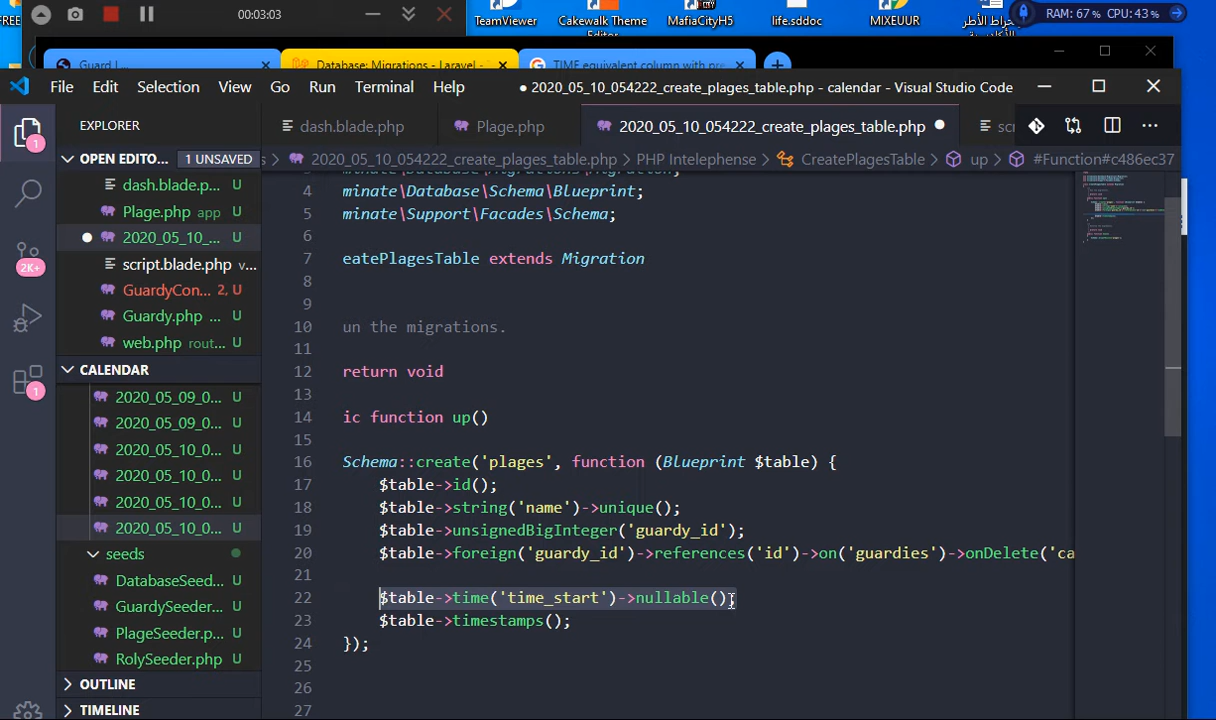 00:03:03
TeamViewer
Cakewalk Theme
Editor
MafiaCityH5
life.sddoc
MIXEUUR
RAM: 67% CPU: 43%
Guard |
Database: Migrations - Laravel -
TIME equivalent column with pre
File Edit Selection View Go Run Terminal Help
● 2020_05_10_054222_create_plages_table.php - calendar - Visual Studio Code
EXPLORER
dash.blade.php
Plage.php
2020_05_10_054222_create_plages_table.php
OPEN EDITO... 1 UNSAVED
2020_05_10_054222_create_plages_table.php > PHP Intelephense > CreatePlagesTable > up > #Function#c486ec37
dash.blade.p... U
Plage.php app U
2020_05_10_... U
script.blade.php v...
GuardyCon... 2, U
Guardy.php ... U
web.php rout... U
CALENDAR
2020_05_09_0... U
2020_05_09_0... U
2020_05_10_0... U
2020_05_10_0... U
2020_05_10_0... U
2020_05_10_0... U
seeds
DatabaseSeed... U
GuardySeeder... U
PlageSeeder.p... U
RolySeeder.php U
OUTLINE
TIMELINE
1
2K+
1
4 minate\Database\Schema\Blueprint;
5 minate\Support\Facades\Schema;
6
7 eatePlagesTable extends Migration
8
9
10 un the migrations.
11
12 return void
13
14 ic function up()
15
16 Schema::create('plages', function (Blueprint $table) {
17 $table->id();
18 $table->string('name')->unique();
19 $table->unsignedBigInteger('guardy_id');
20 $table->foreign('guardy_id')->references('id')->on('guardies')->onDelete('ca
21
22 $table->time('time_start')->nullable();
23 $table->timestamps();
24 });
25
26
27